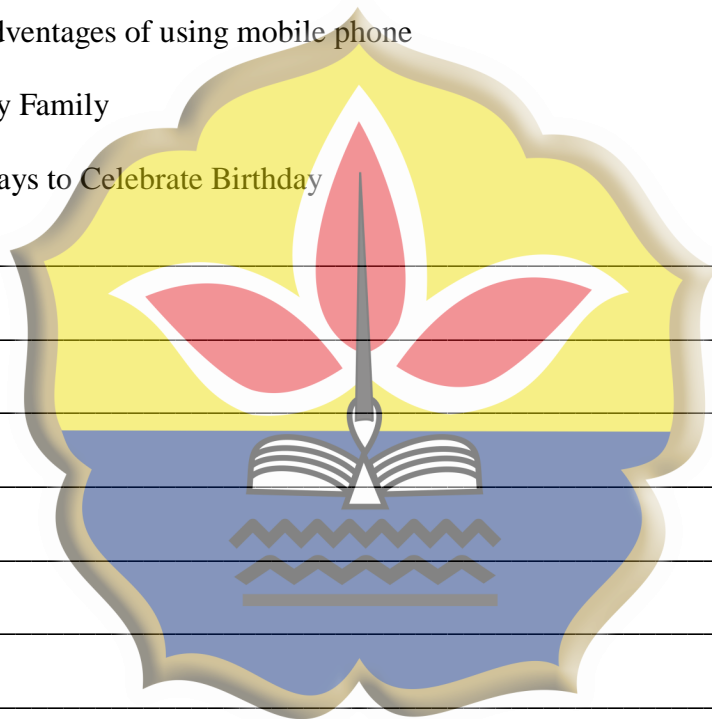 dventages of using mobile phone
y Family
ays to Celebrate Birthday